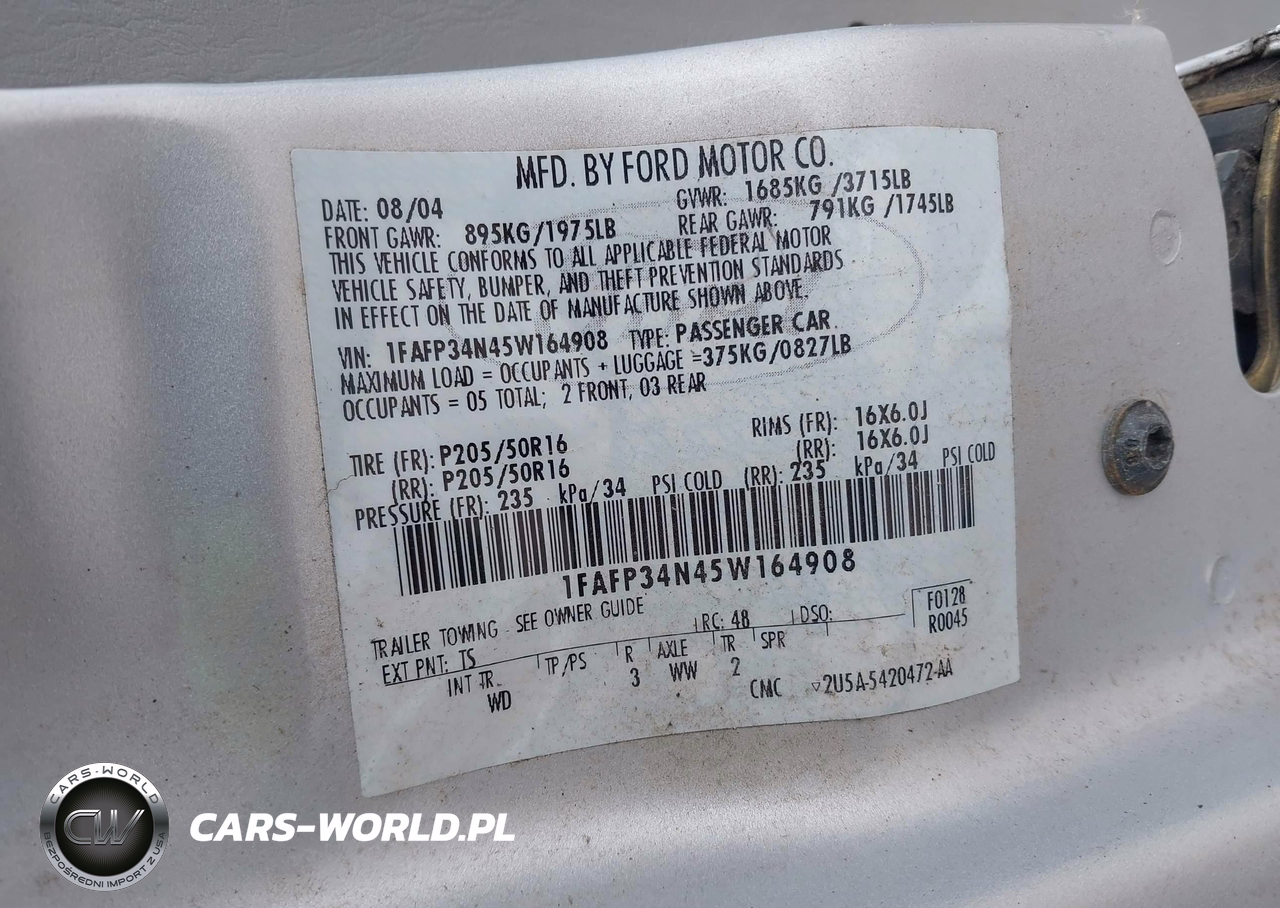 MFD. BY FORD MOTOR CO.
DATE: 08/04 GVWR: 1685KG /3715LB
FRONT GAWR: 895KG/1975LB REAR GAWR: 791KG /1745LB
THIS VEHICLE CONFORMS TO ALL APPLICABLE FEDERAL MOTOR
VEHICLE SAFETY, BUMPER, AND THEFT PREVENTION STANDARDS
IN EFFECT ON THE DATE OF MANUFACTURE SHOWN ABOVE.
VIN: 1FAFP34N45W164908 TYPE: PASSENGER CAR
MAXIMUM LOAD = OCCUPANTS + LUGGAGE =375KG/0827LB
OCCUPANTS = 05 TOTAL; 2 FRONT, 03 REAR
TIRE (FR): P205/50R16 RIMS (FR): 16X6.0J
(RR): P205/50R16 (RR): 16X6.0J
PRESSURE (FR): 235 kPa/34 PSI COLD (RR): 235 kPa/34 PSI COLD
1FAFP34N45W164908
TRAILER TOWING - SEE OWNER GUIDE
EXT PNT: TS RC: 48 DSO: F0128
R0045
INT TR TP/PS R AXLE TR SPR
WD 3 WW 2
CMC 2U5A-5420472-AA
CARS-WORLD
CW
BEZPOŚREDNI IMPORT Z USA
CARS-WORLD.PL